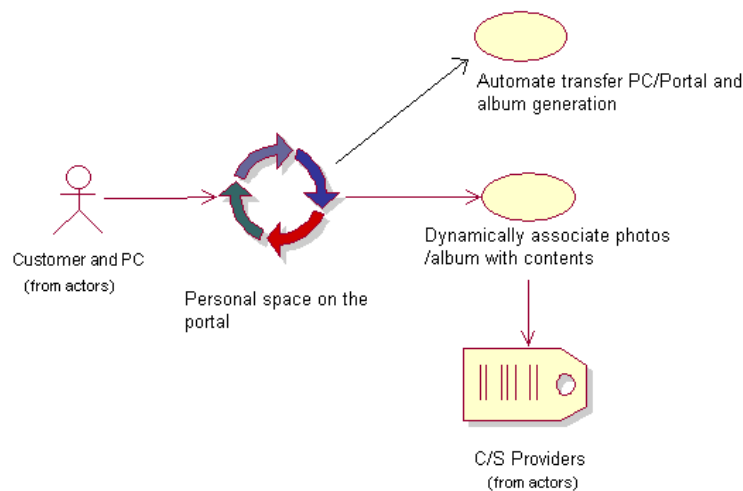 Automate transfer PC/Portal and
album generation
Customer and PC
(from actors)
Personal space on the
portal
Dynamically associate photos
/album with contents
C/S Providers
(from actors)